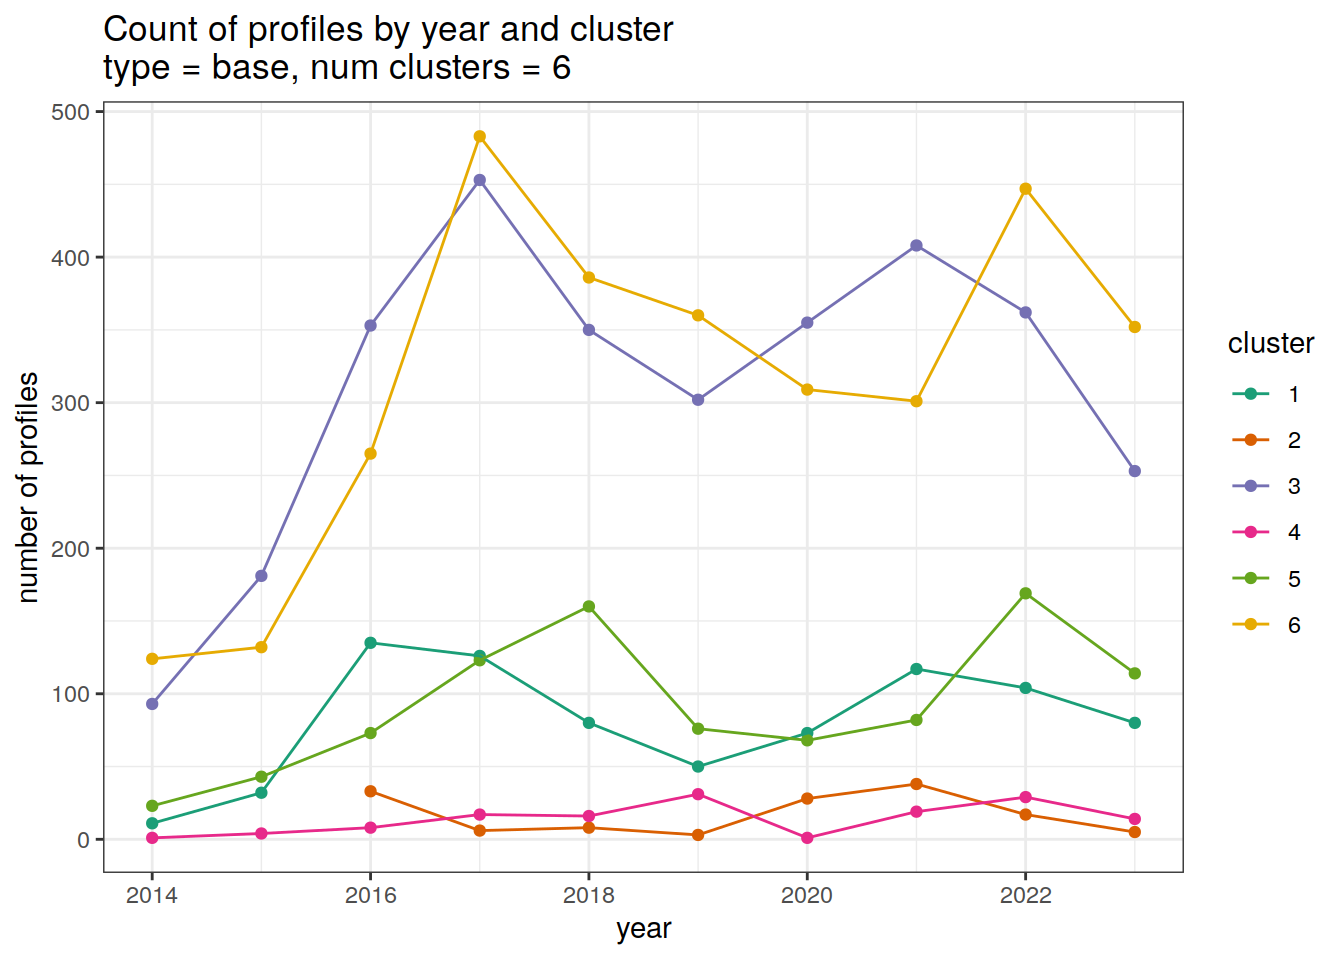 Count of profiles by year and cluster
type = base, num clusters = 6
500
400
300
200
100
0
number of profiles
2014 2016 2018 2020 2022
year
cluster
1
2
3
4
5
6